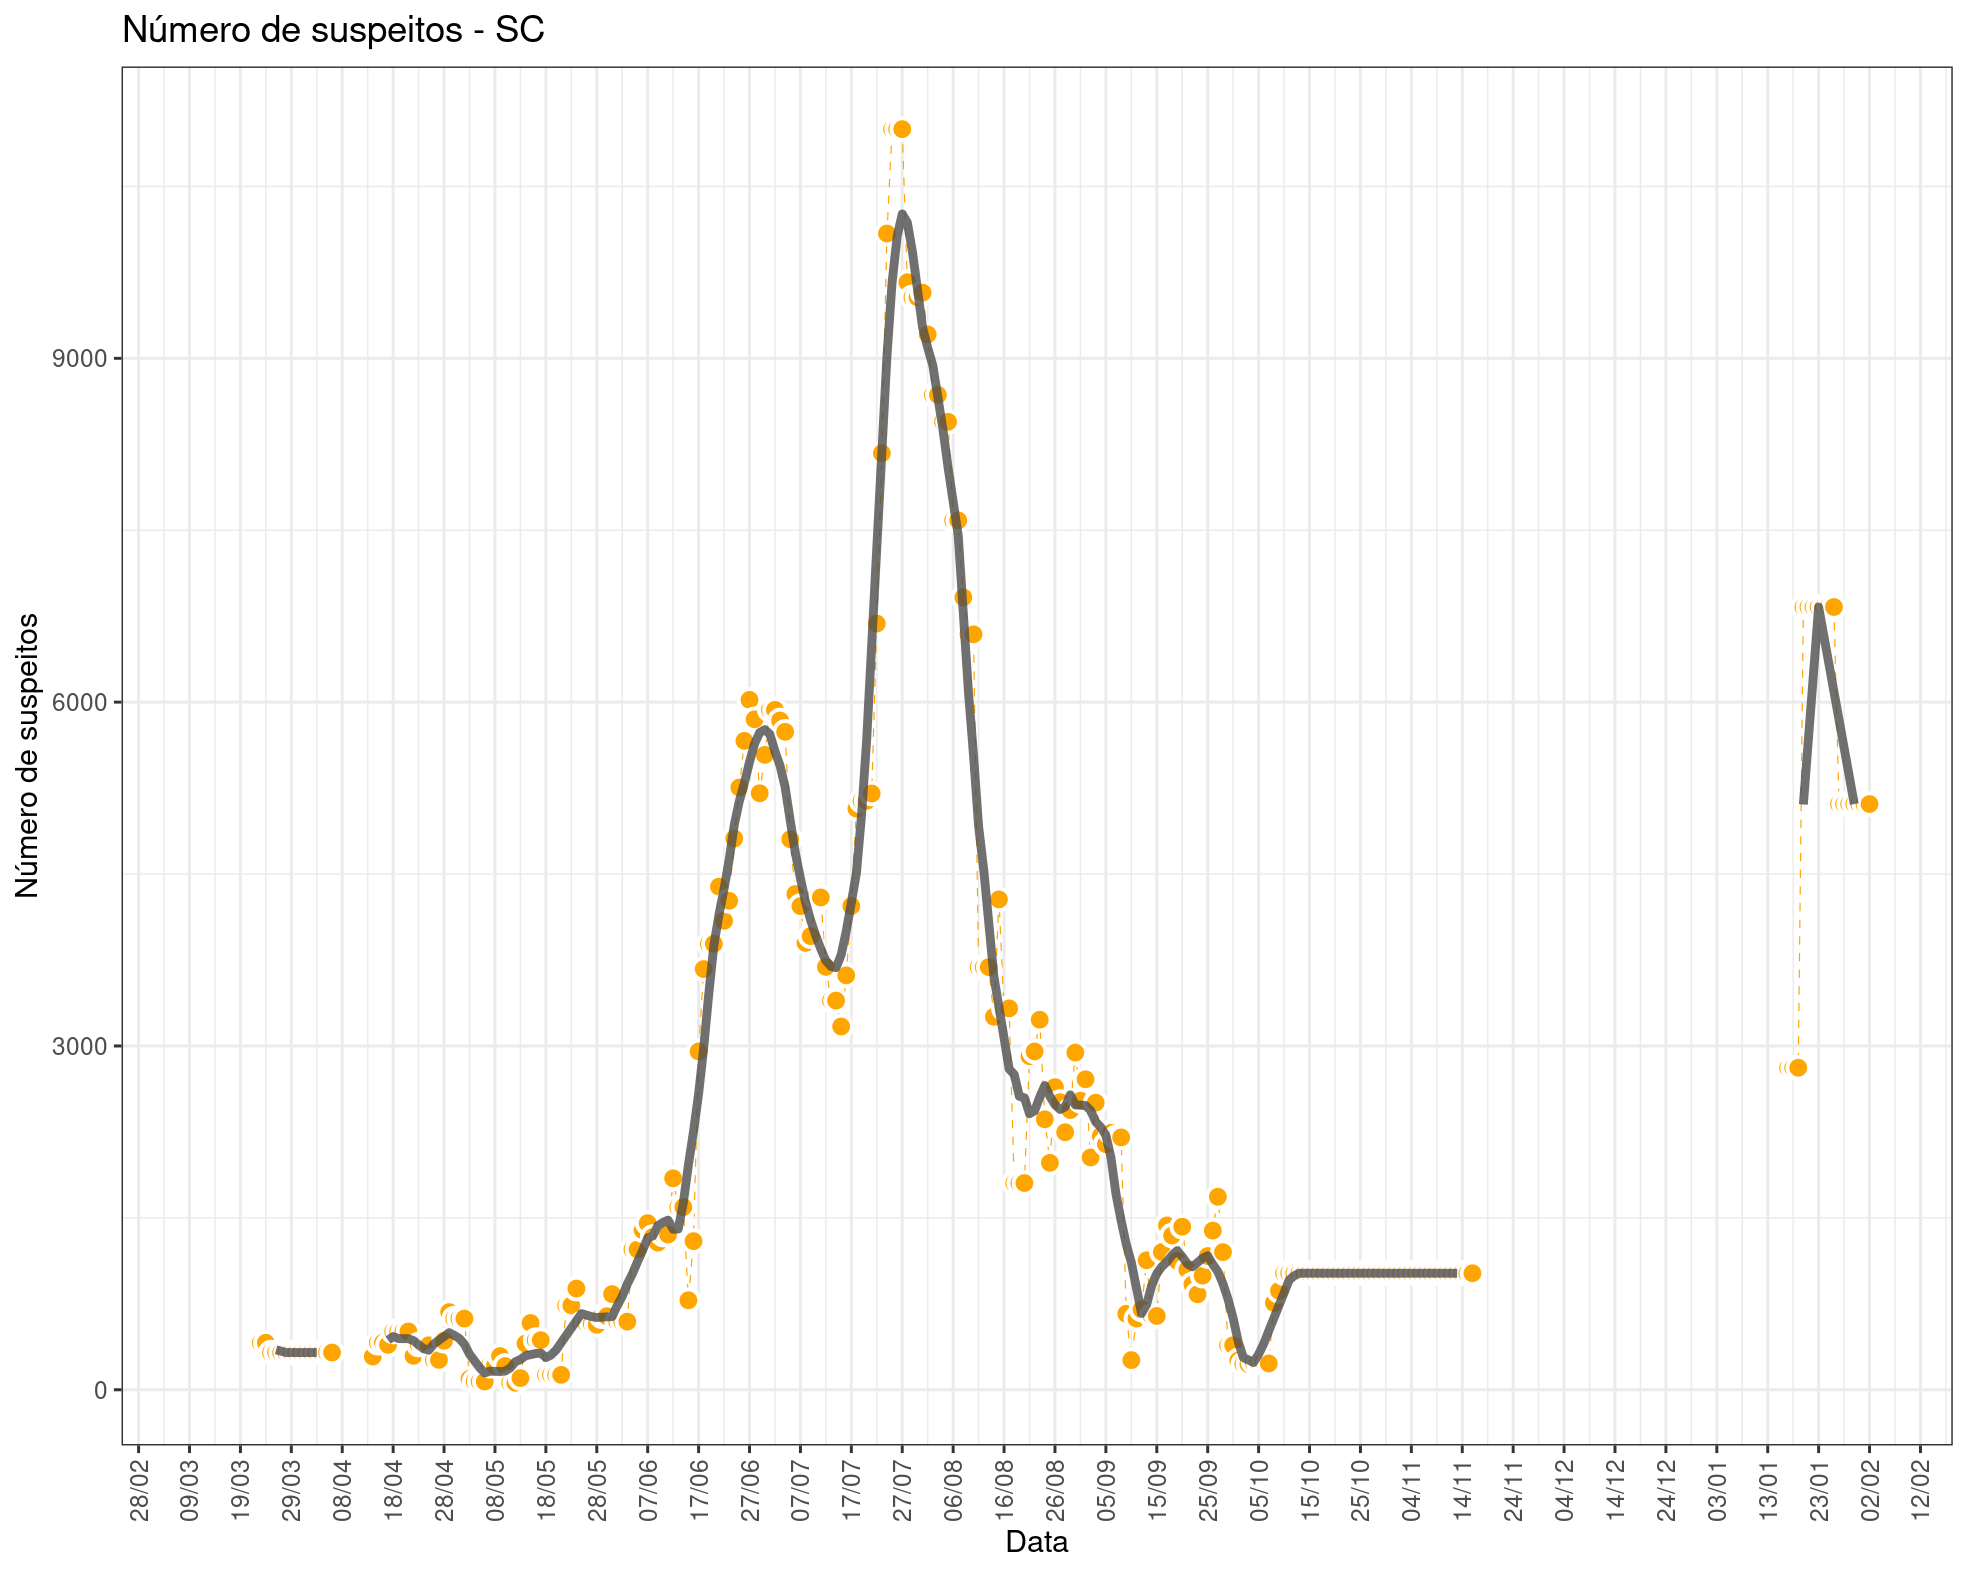 Número de suspeitos - SC
Número de suspeitos
9000
6000
3000
0
28/02 09/03 19/03 29/03 08/04 18/04 28/04 08/05 18/05 28/05 07/06 17/06 27/06 07/07 17/07 27/07 06/08 16/08 26/08 05/09 15/09 25/09 05/10 15/10 25/10 04/11 14/11 24/11 04/12 14/12 24/12 03/01 13/01 23/01 02/02 12/02
Data